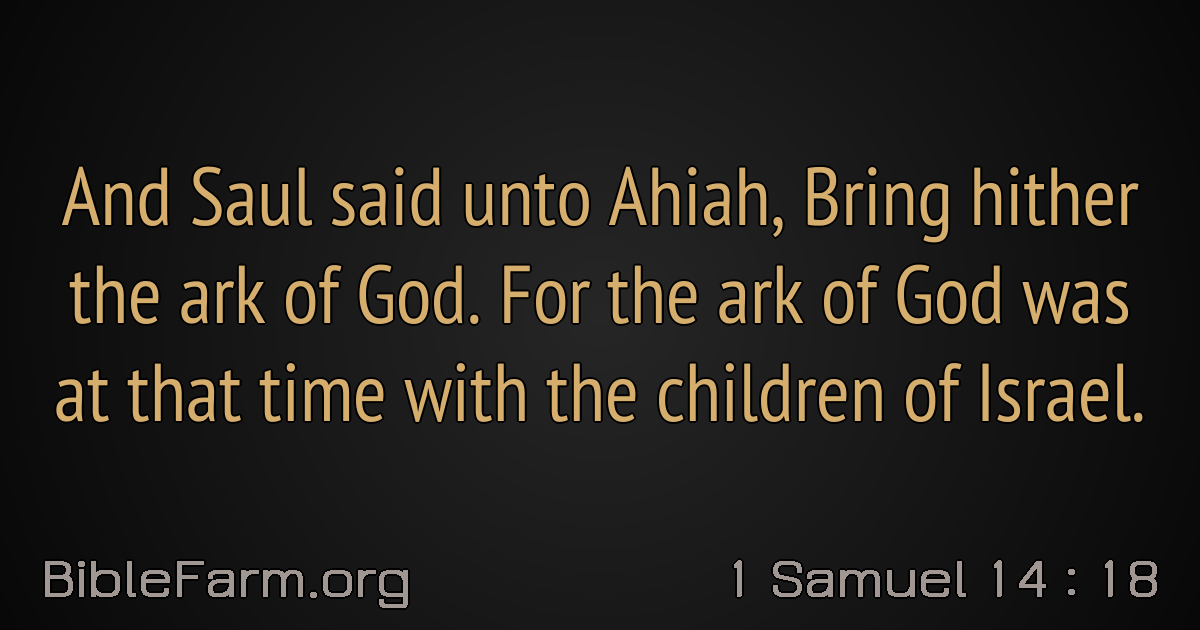 And Saul said unto Ahiah, Bring hither
the ark of God. For the ark of God was
at that time with the children of Israel.
BibleFarm.org
1 Samuel 14 : 18